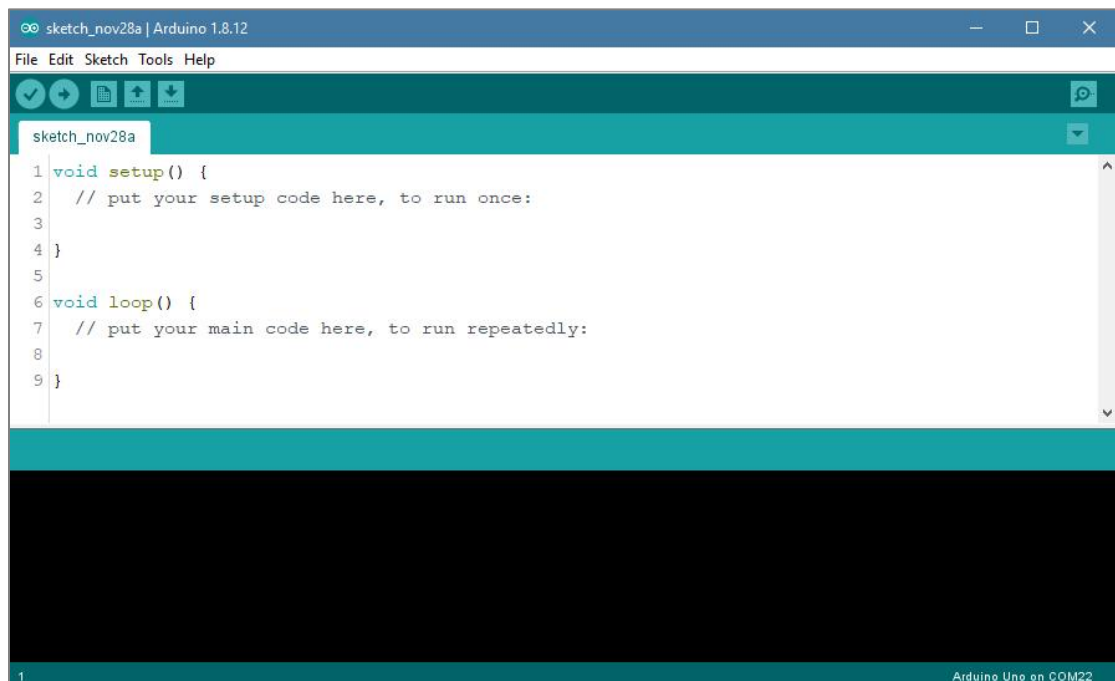 sketch_nov28a | Arduino 1.8.12
File Edit Sketch Tools Help
sketch_nov28a
1 void setup() {
2   // put your setup code here, to run once:
3
4 }
5
6 void loop() {
7   // put your main code here, to run repeatedly:
8
9 }
1 Arduino Uno on COM22